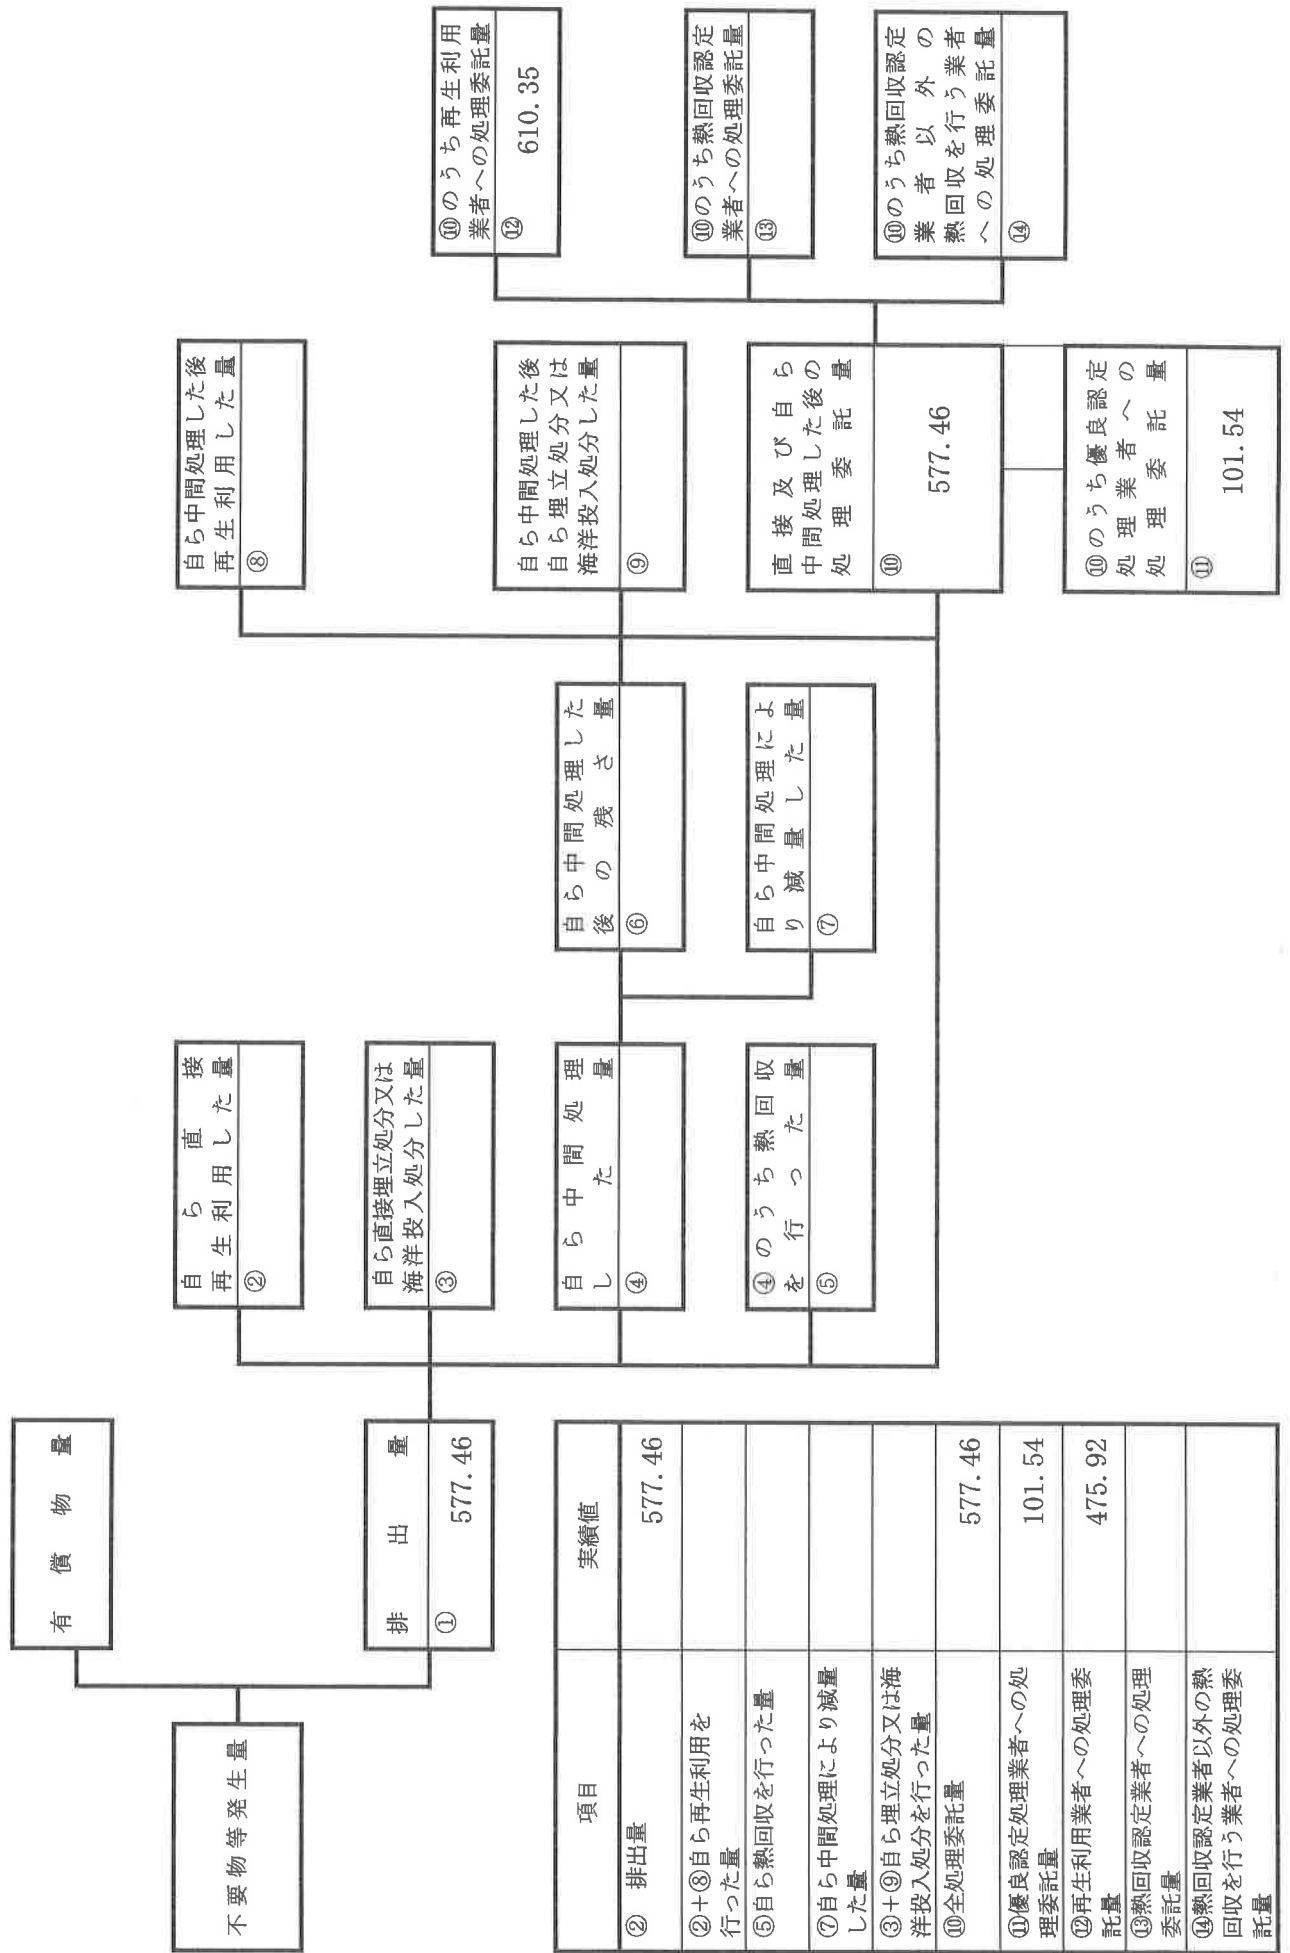 不要物等発生量
有償物量
排出量
① 577.46
自ら直接
再生利用した量
②
自ら直接埋立処分又は
海洋投入処分した量
③
自ら中間処理
した量
④
④のうち熱回収
を行った量
⑤
自ら中間処理した
後の残さ量
⑥
自ら中間処理によ
り減量した量
⑦
自ら中間処理した後
再生利用した量
⑧
自ら中間処理した後
自ら埋立処分又は
海洋投入処分した量
⑨
直接及び自ら
中間処理した後の
処理委託量
⑩ 577.46
⑩のうち優良認定
処理業者への
処理委託量
⑪ 101.54
⑩のうち再生利用
業者への処理委託量
⑫ 610.35
⑩のうち熱回収認定
業者への処理委託量
⑬
⑩のうち熱回収認定
業者以外の
熱回収を行う業者
への処理委託量
⑭
項目 実績値
② 排出量 577.46
②+⑧自ら再生利用を
行った量
⑤自ら熱回収を行った量
⑦自ら中間処理により減量
した量
③+⑨自ら埋立処分又は海
洋投入処分を行った量
⑩全処理委託量 577.46
⑪優良認定処理業者への処
理委託量 101.54
⑫再生利用業者への処理委
託量 475.92
⑬熱回収認定業者への処理
委託量
⑭熱回収認定業者以外の熱
回収を行う業者への処理委
託量